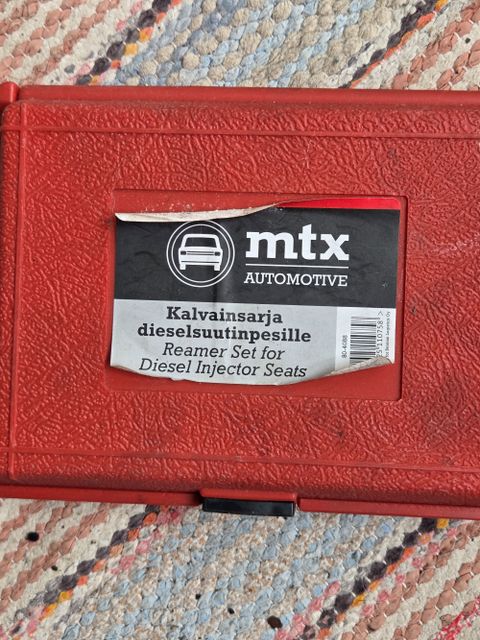 mtx
AUTOMOTIVE
Kalvainsarja
dieselsuutinpesille
Reamer Set for
Diesel Injector Seats
80-4088